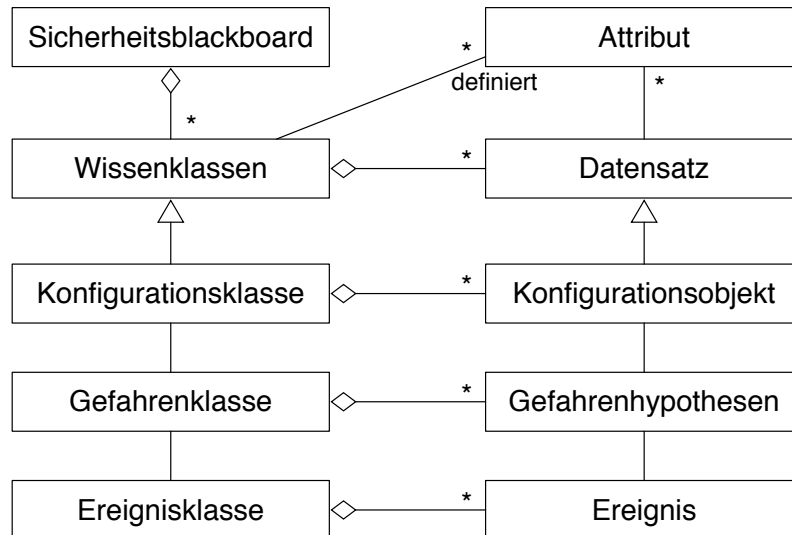 Sicherheitsblackboard
* Attribut
definiert
* *
Wissenklassen * Datensatz
Konfigurationsklasse * Konfigurationsobjekt
Gefahrenklasse * Gefahrenhypothesen
Ereignisklasse * Ereignis